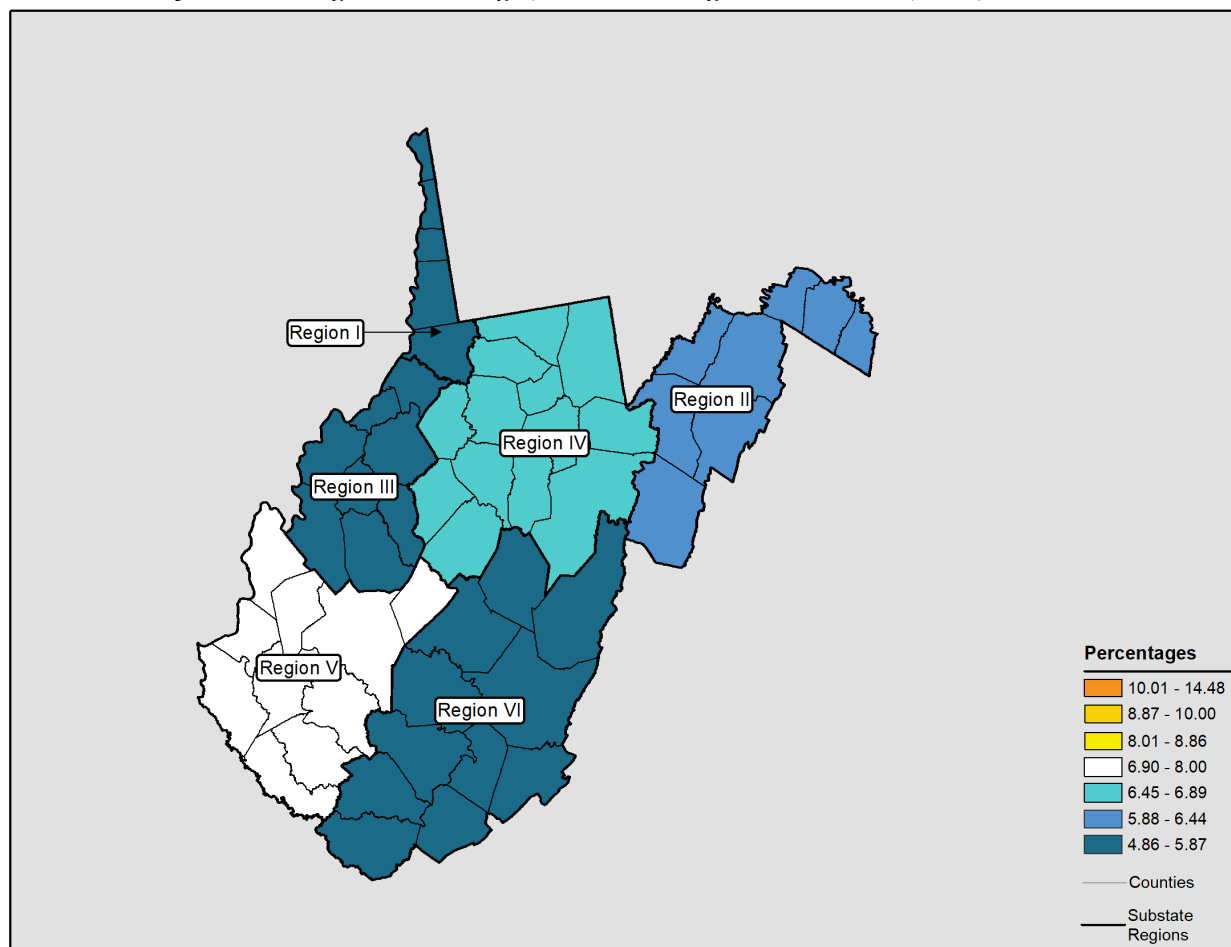 Region I
Region II
Region IV
Region III
Region V
Region VI
Percentages
10.01 - 14.48
8.87 - 10.00
8.01 - 8.86
6.90 - 8.00
6.45 - 6.89
5.88 - 6.44
4.86 - 5.87
Counties
Substate
Regions